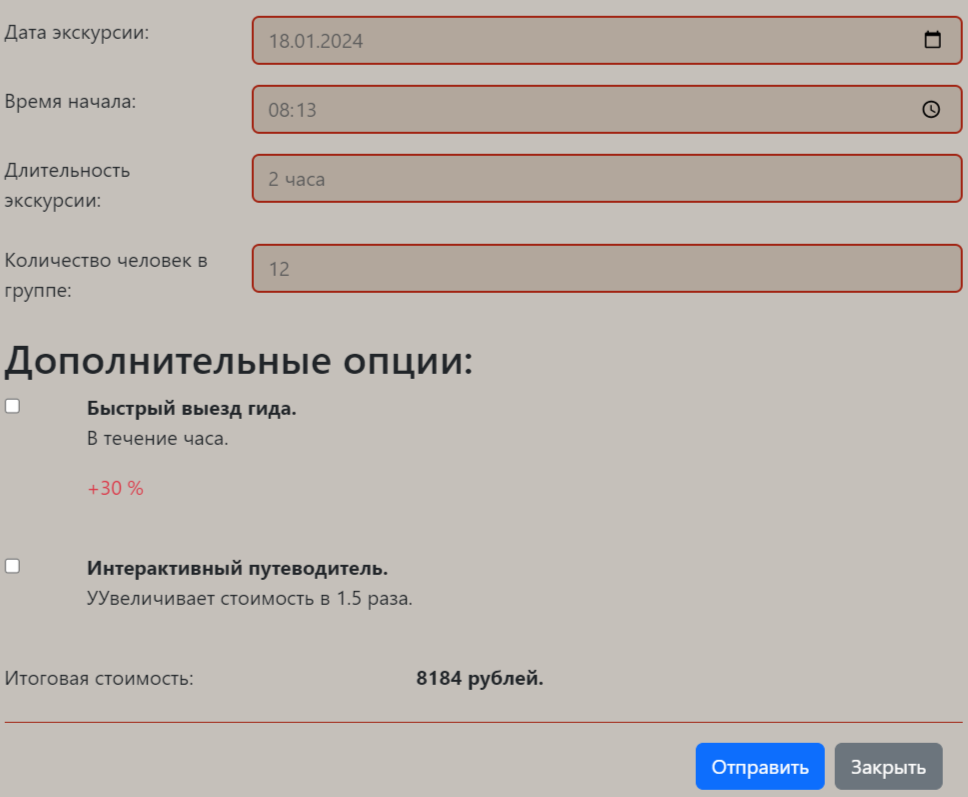 Дата экскурсии:
18.01.2024
Время начала:
08:13
Длительность
экскурсии:
2 часа
Количество человек в
группе:
12
Дополнительные опции:
Быстрый выезд гида.
В течение часа.
+30 %
Интерактивный путеводитель.
УУвеличивает стоимость в 1.5 раза.
Итоговая стоимость:
8184 рублей.
Отправить
Закрыть